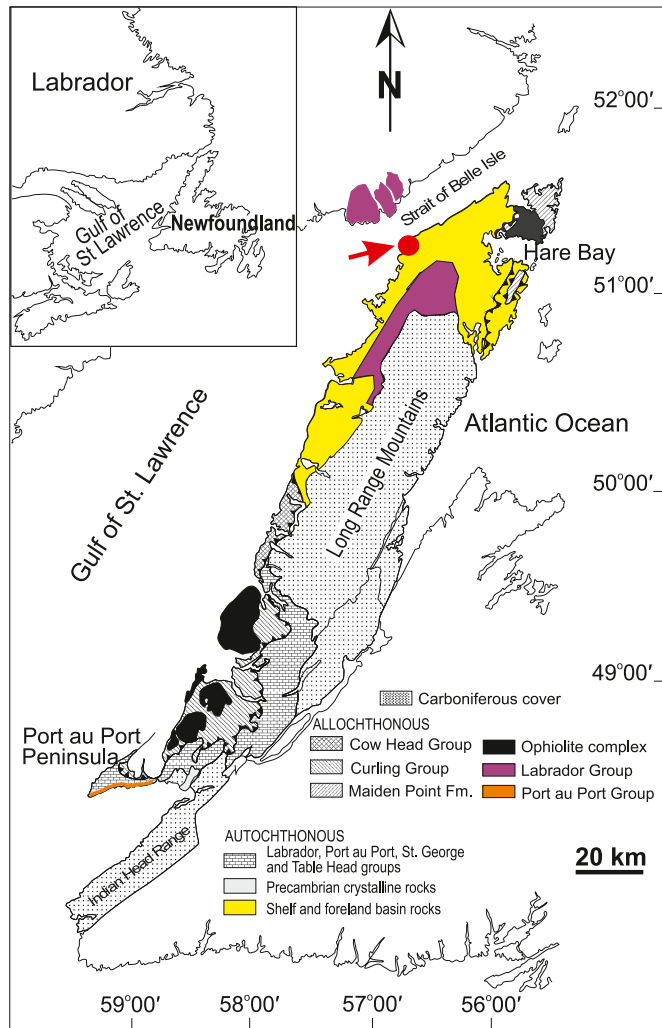 Labrador
Gulf of
St Lawrence
Newfoundland
N
52°00′
Strait of Belle Isle
Hare Bay
51°00′
Long Range Mountains
Atlantic Ocean
Gulf of St. Lawrence
50°00′
49°00′
Port au Port
Peninsula
Indian Head Range
Carboniferous cover
ALLOCHTHONOUS
Cow Head Group
Curling Group
Maiden Point Fm.
Ophiolite complex
Labrador Group
Port au Port Group
AUTOCHTHONOUS
Labrador, Port au Port, St. George
and Table Head groups
Precambrian crystalline rocks
Shelf and foreland basin rocks
20 km
59°00′
58°00′
57°00′
56°00′